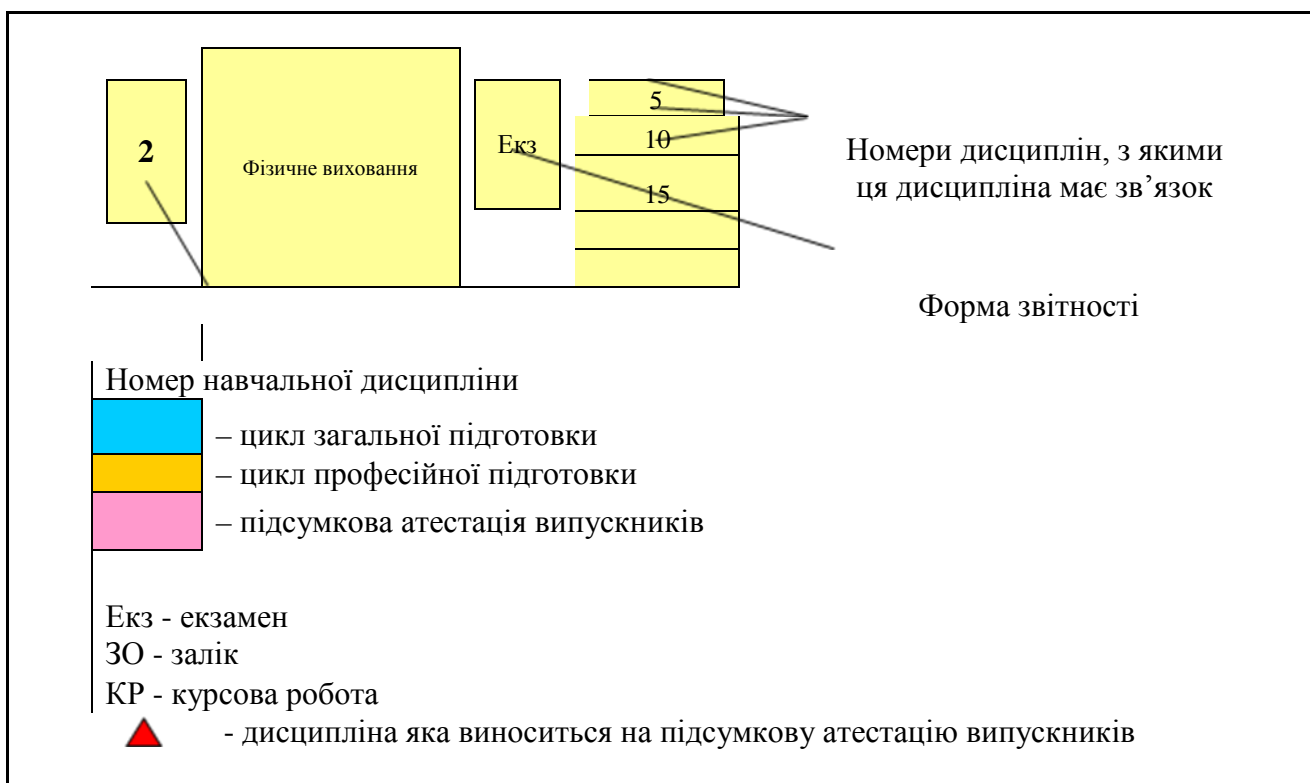 2
Фізичне виховання
Екз
5
10
15
Номери дисциплін, з якими
ця дисципліна має зв’язок
Форма звітності
Номер навчальної дисципліни
– цикл загальної підготовки
– цикл професійної підготовки
– підсумкова атестація випускників
Екз - екзамен
ЗО - залік
КР - курсова робота
- дисципліна яка виноситься на підсумкову атестацію випускників